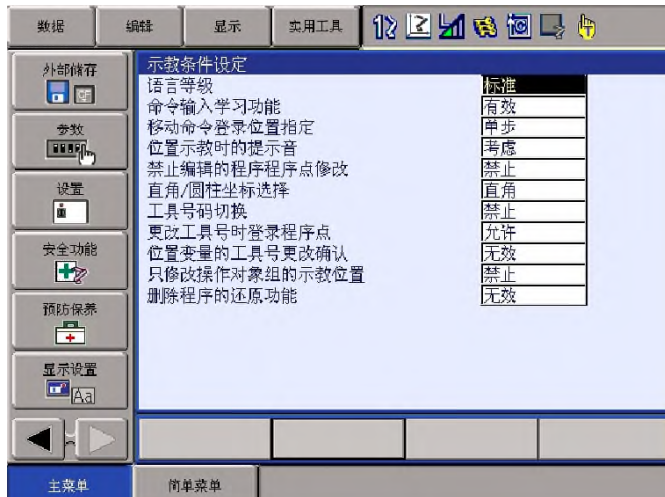 数据 编辑 显示 实用工具
外部储存
参数
设置
安全功能
预防保养
显示设置
示教条件设定
语言等级 标准
命令输入学习功能 有效
移动命令登录位置指定 单步
位置示教时的提示音 考虑
禁止编辑的程序程序点修改 禁止
直角/圆柱坐标选择 直角
工具号码切换 禁止
更改工具号时登录程序点 允许
位置变量的工具号更改确认 无效
只修改操作对象组的示教位置 禁止
删除程序的还原功能 无效
主菜单 简单菜单